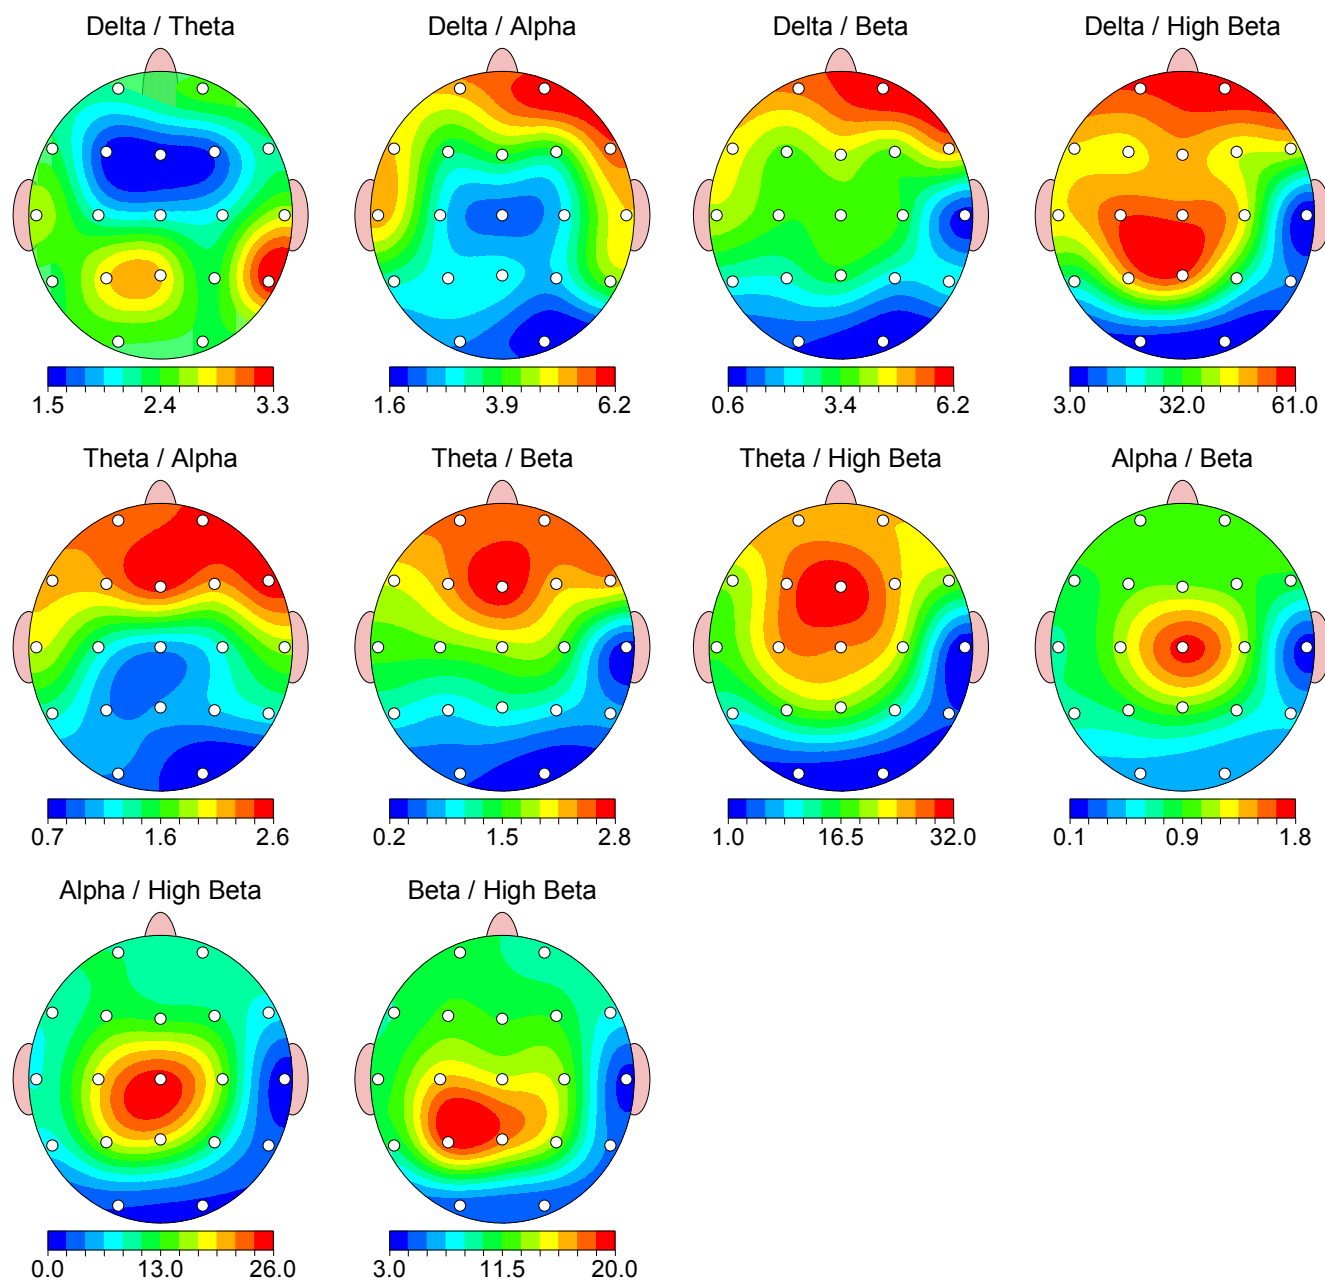 Delta / Theta
Delta / Alpha
Delta / Beta
Delta / High Beta
1.5 2.4 3.3
1.6 3.9 6.2
0.6 3.4 6.2
3.0 32.0 61.0
Theta / Alpha
Theta / Beta
Theta / High Beta
Alpha / Beta
0.7 1.6 2.6
0.2 1.5 2.8
1.0 16.5 32.0
0.1 0.9 1.8
Alpha / High Beta
Beta / High Beta
0.0 13.0 26.0
3.0 11.5 20.0